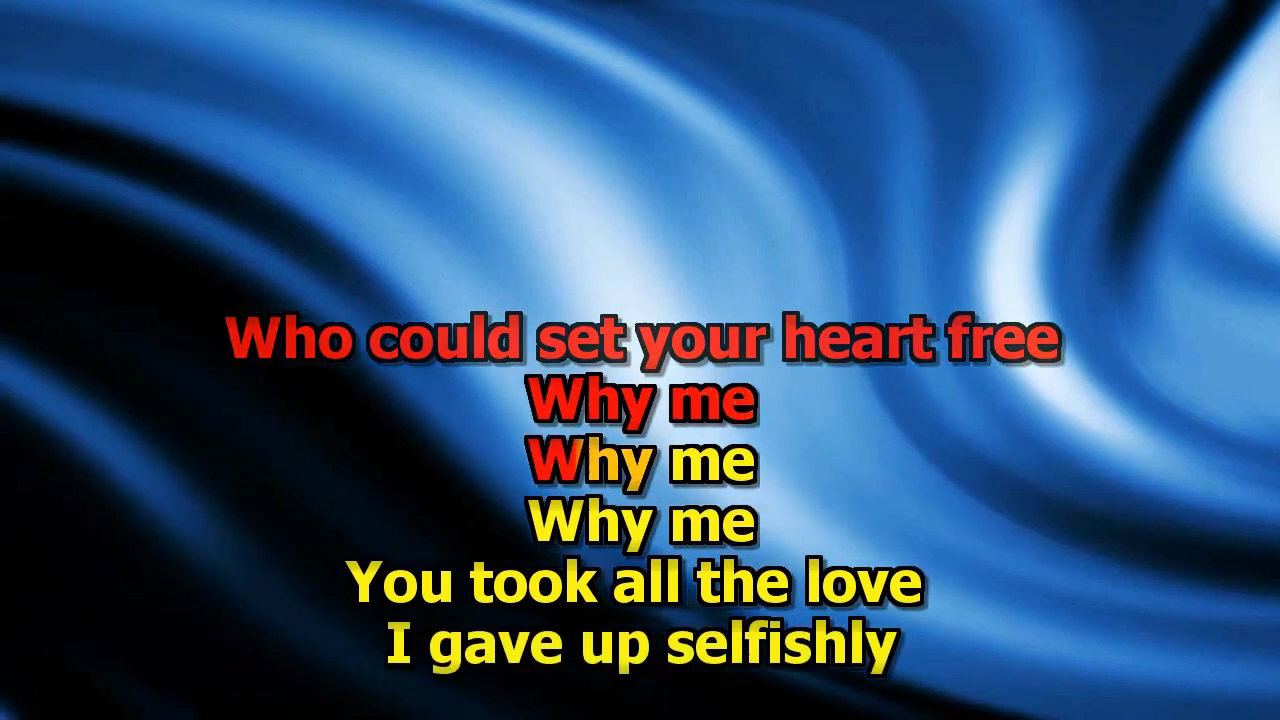 Who could set your heart free
Why me
Why me
Why me
You took all the love
I gave up selfishly